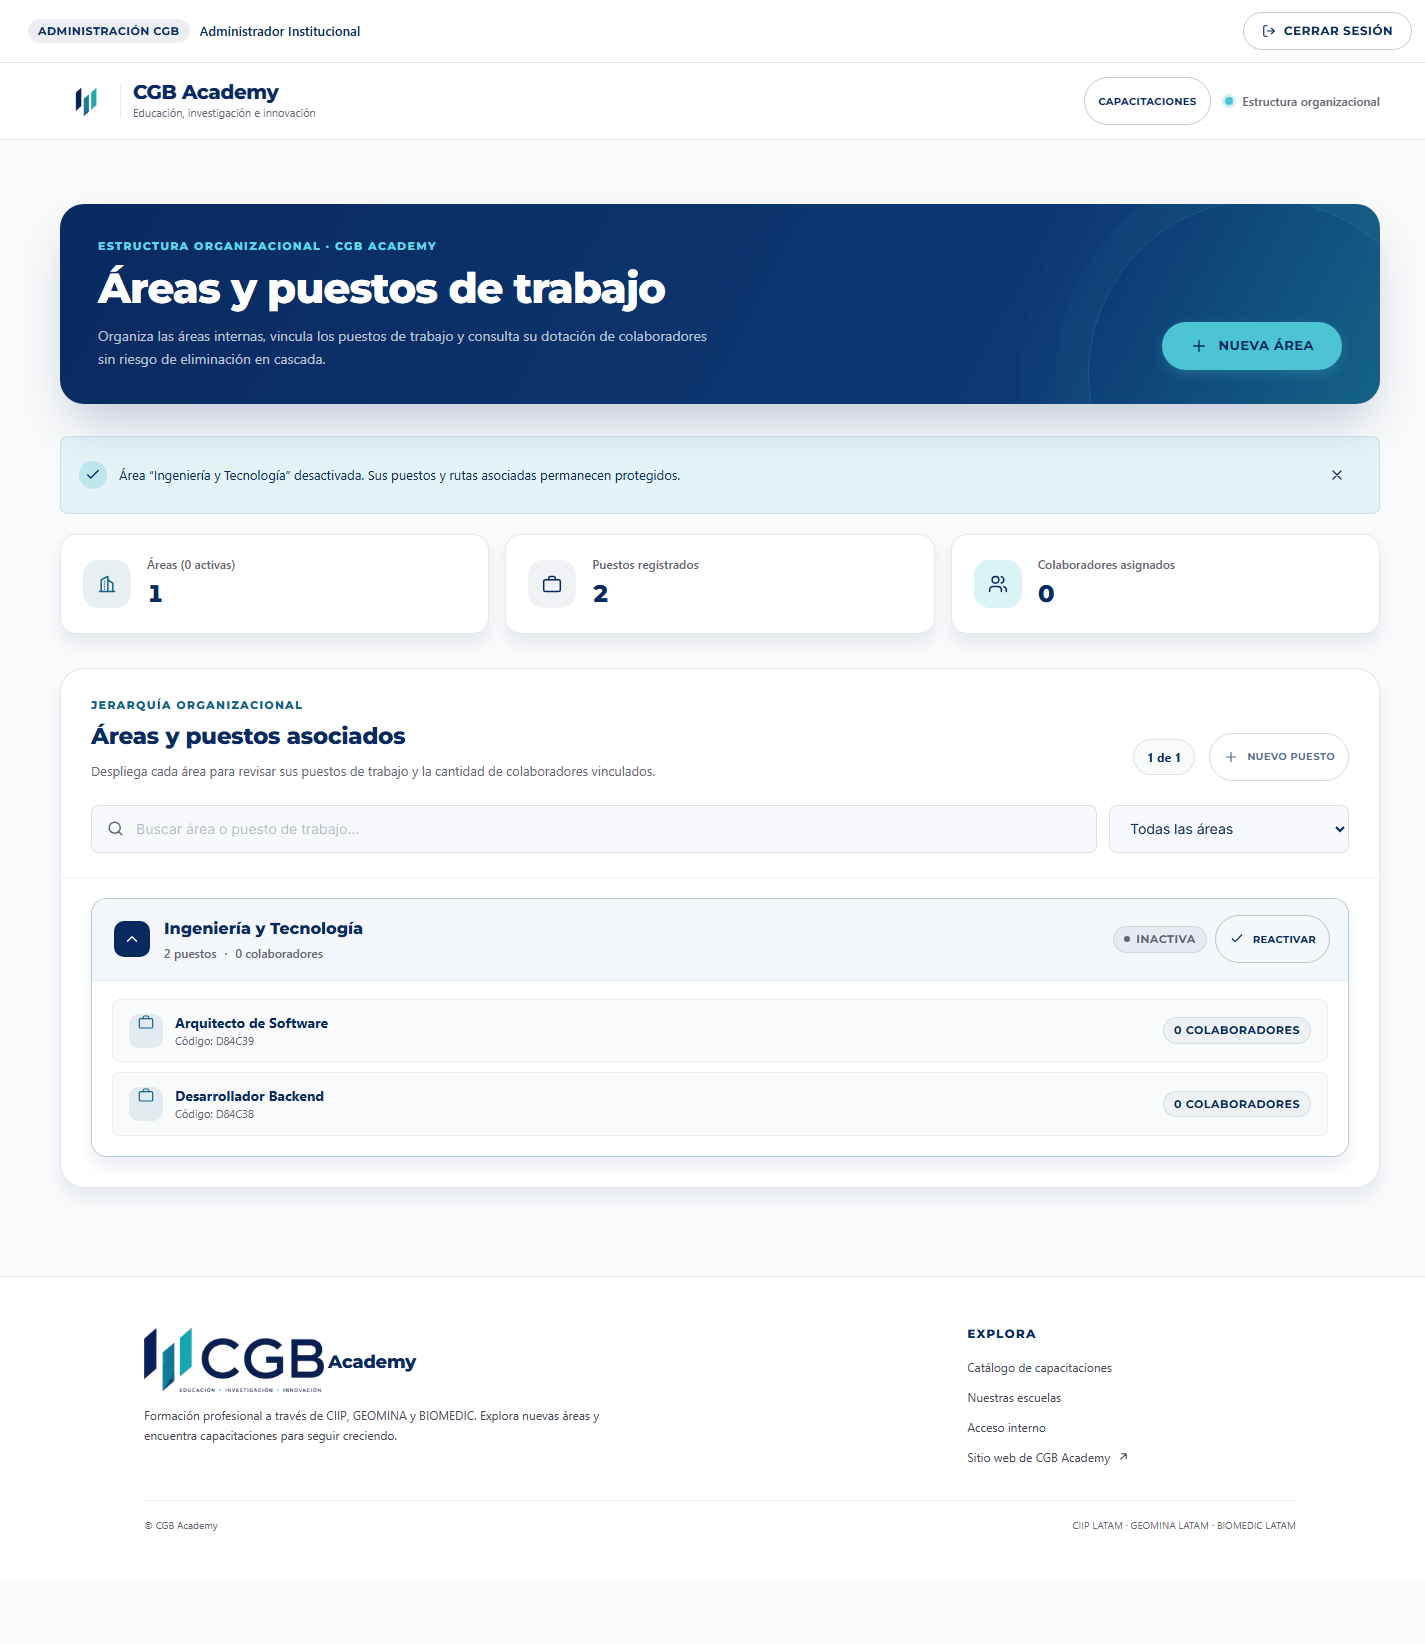 ADMINISTRACIÓN CGB
Administrador Institucional
CERRAR SESIÓN
CGB Academy
Educación, investigación e innovación
CAPACITACIONES
Estructura organizacional
ESTRUCTURA ORGANIZACIONAL · CGB ACADEMY
Áreas y puestos de trabajo
Organiza las áreas internas, vincula los puestos de trabajo y consulta su dotación de colaboradores
sin riesgo de eliminación en cascada.
NUEVA ÁREA
Área “Ingeniería y Tecnología” desactivada. Sus puestos y rutas asociadas permanecen protegidos.
Áreas (0 activas)
1
Puestos registrados
2
Colaboradores asignados
0
JERARQUÍA ORGANIZACIONAL
Áreas y puestos asociados
Despliega cada área para revisar sus puestos de trabajo y la cantidad de colaboradores vinculados.
1 de 1
NUEVO PUESTO
Buscar área o puesto de trabajo...
Todas las áreas
Ingeniería y Tecnología
2 puestos · 0 colaboradores
INACTIVA
REACTIVAR
Arquitecto de Software
Código: D84C39
0 COLABORADORES
Desarrollador Backend
Código: D84C38
0 COLABORADORES
CGB Academy
EDUCACIÓN • INVESTIGACIÓN • INNOVACIÓN
Formación profesional a través de CIIP, GEOMINA y BIOMEDIC. Explora nuevas áreas y
encuentra capacitaciones para seguir creciendo.
EXPLORA
Catálogo de capacitaciones
Nuestras escuelas
Acceso interno
Sitio web de CGB Academy
© CGB Academy
CIIP LATAM · GEOMINA LATAM · BIOMEDIC LATAM